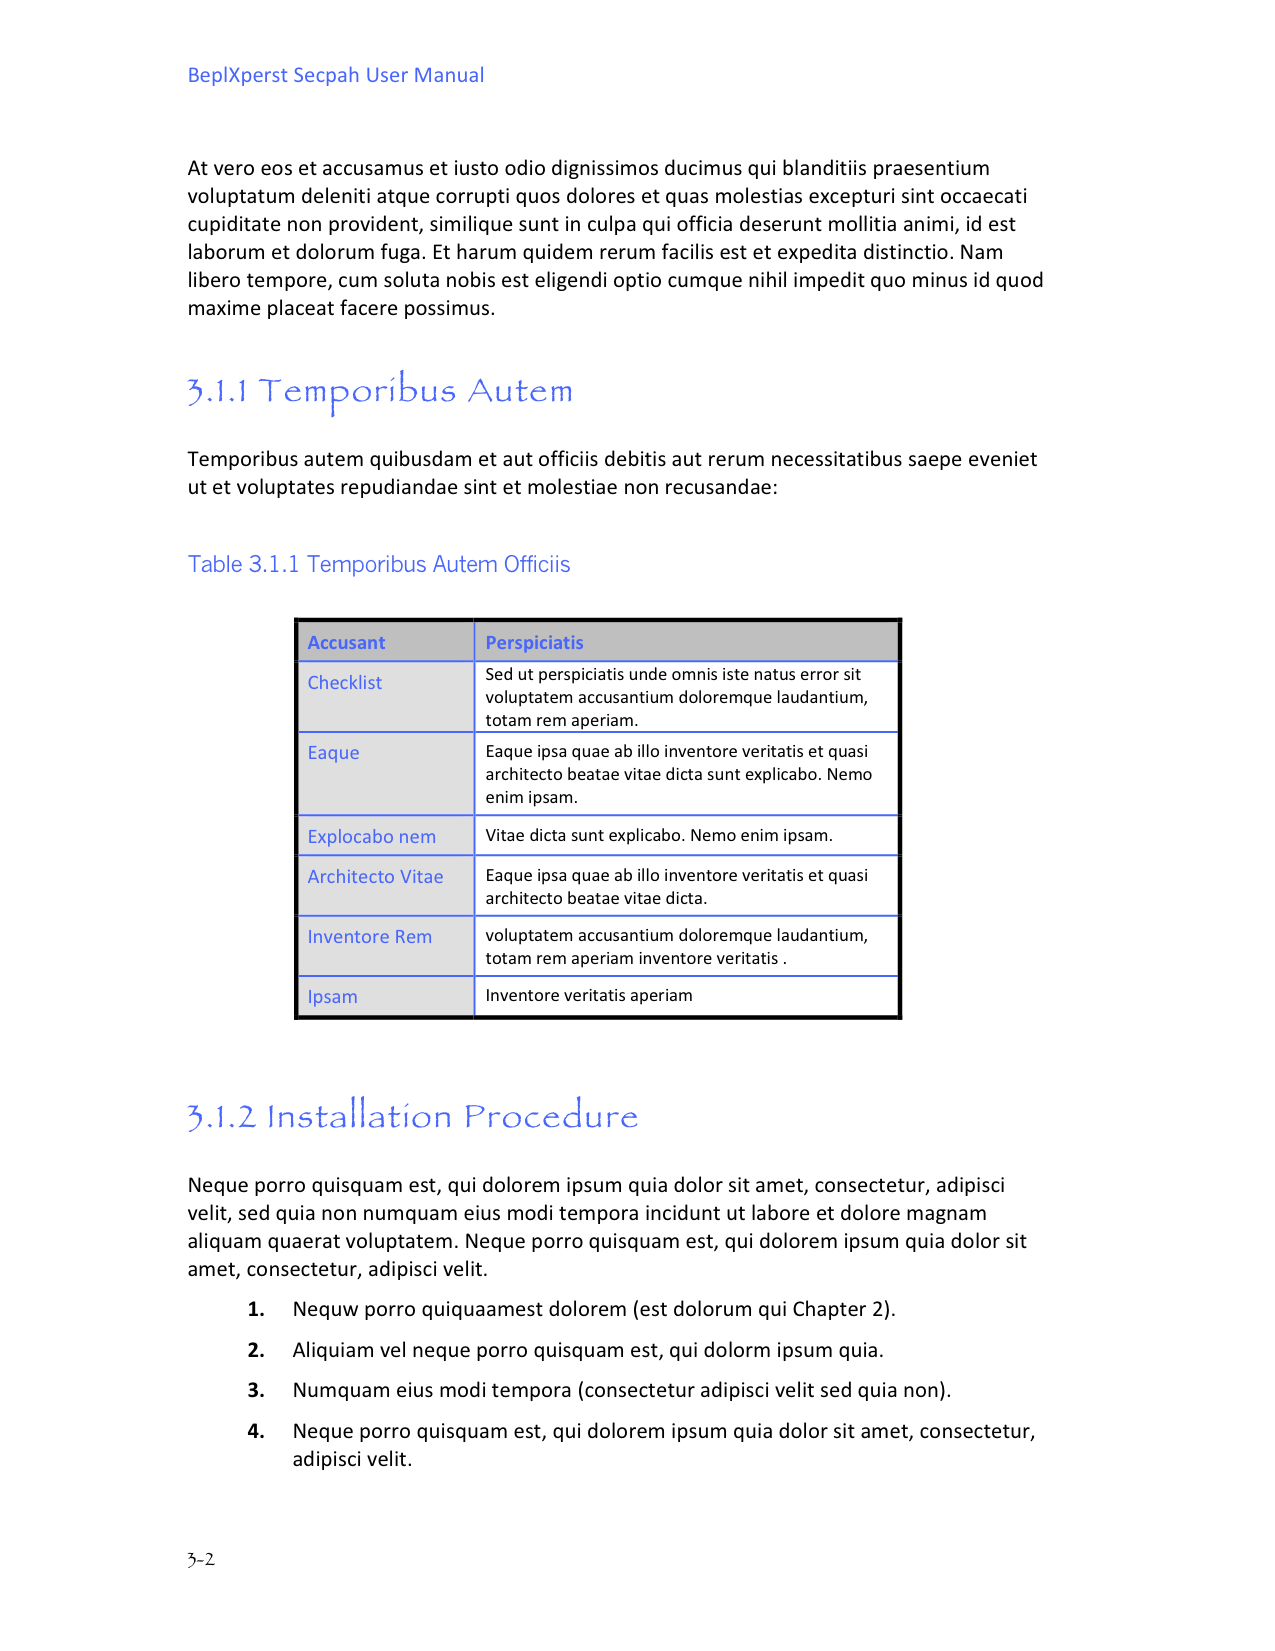 BeplXperst Secpah User Manual
At vero eos et accusamus et iusto odio dignissimos ducimus qui blanditiis praesentium
voluptatum deleniti atque corrupti quos dolores et quas molestias excepturi sint occaecati
cupiditate non provident, similique sunt in culpa qui officia deserunt mollitia animi, id est
laborum et dolorum fuga. Et harum quidem rerum facilis est et expedita distinctio. Nam
libero tempore, cum soluta nobis est eligendi optio cumque nihil impedit quo minus id quod
maxime placeat facere possimus.
3.1.1 Temporibus Autem
Temporibus autem quibusdam et aut officiis debitis aut rerum necessitatibus saepe eveniet
ut et voluptates repudiandae sint et molestiae non recusandae:
Table 3.1.1 Temporibus Autem Officiis
Accusant Perspiciatis
Checklist Sed ut perspiciatis unde omnis iste natus error sit
voluptatem accusantium doloremque laudantium,
totam rem aperiam.
Eaque Eaque ipsa quae ab illo inventore veritatis et quasi
architecto beatae vitae dicta sunt explicabo. Nemo
enim ipsam.
Explocabo nem Vitae dicta sunt explicabo. Nemo enim ipsam.
Architecto Vitae Eaque ipsa quae ab illo inventore veritatis et quasi
architecto beatae vitae dicta.
Inventore Rem voluptatem accusantium doloremque laudantium,
totam rem aperiam inventore veritatis .
Ipsam Inventore veritatis aperiam
3.1.2 Installation Procedure
Neque porro quisquam est, qui dolorem ipsum quia dolor sit amet, consectetur, adipisci
velit, sed quia non numquam eius modi tempora incidunt ut labore et dolore magnam
aliquam quaerat voluptatem. Neque porro quisquam est, qui dolorem ipsum quia dolor sit
amet, consectetur, adipisci velit.
1. Nequw porro quiquaamest dolorem (est dolorum qui Chapter 2).
2. Aliquiam vel neque porro quisquam est, qui dolorm ipsum quia.
3. Numquam eius modi tempora (consectetur adipisci velit sed quia non).
4. Neque porro quisquam est, qui dolorem ipsum quia dolor sit amet, consectetur,
adipisci velit.
3-2